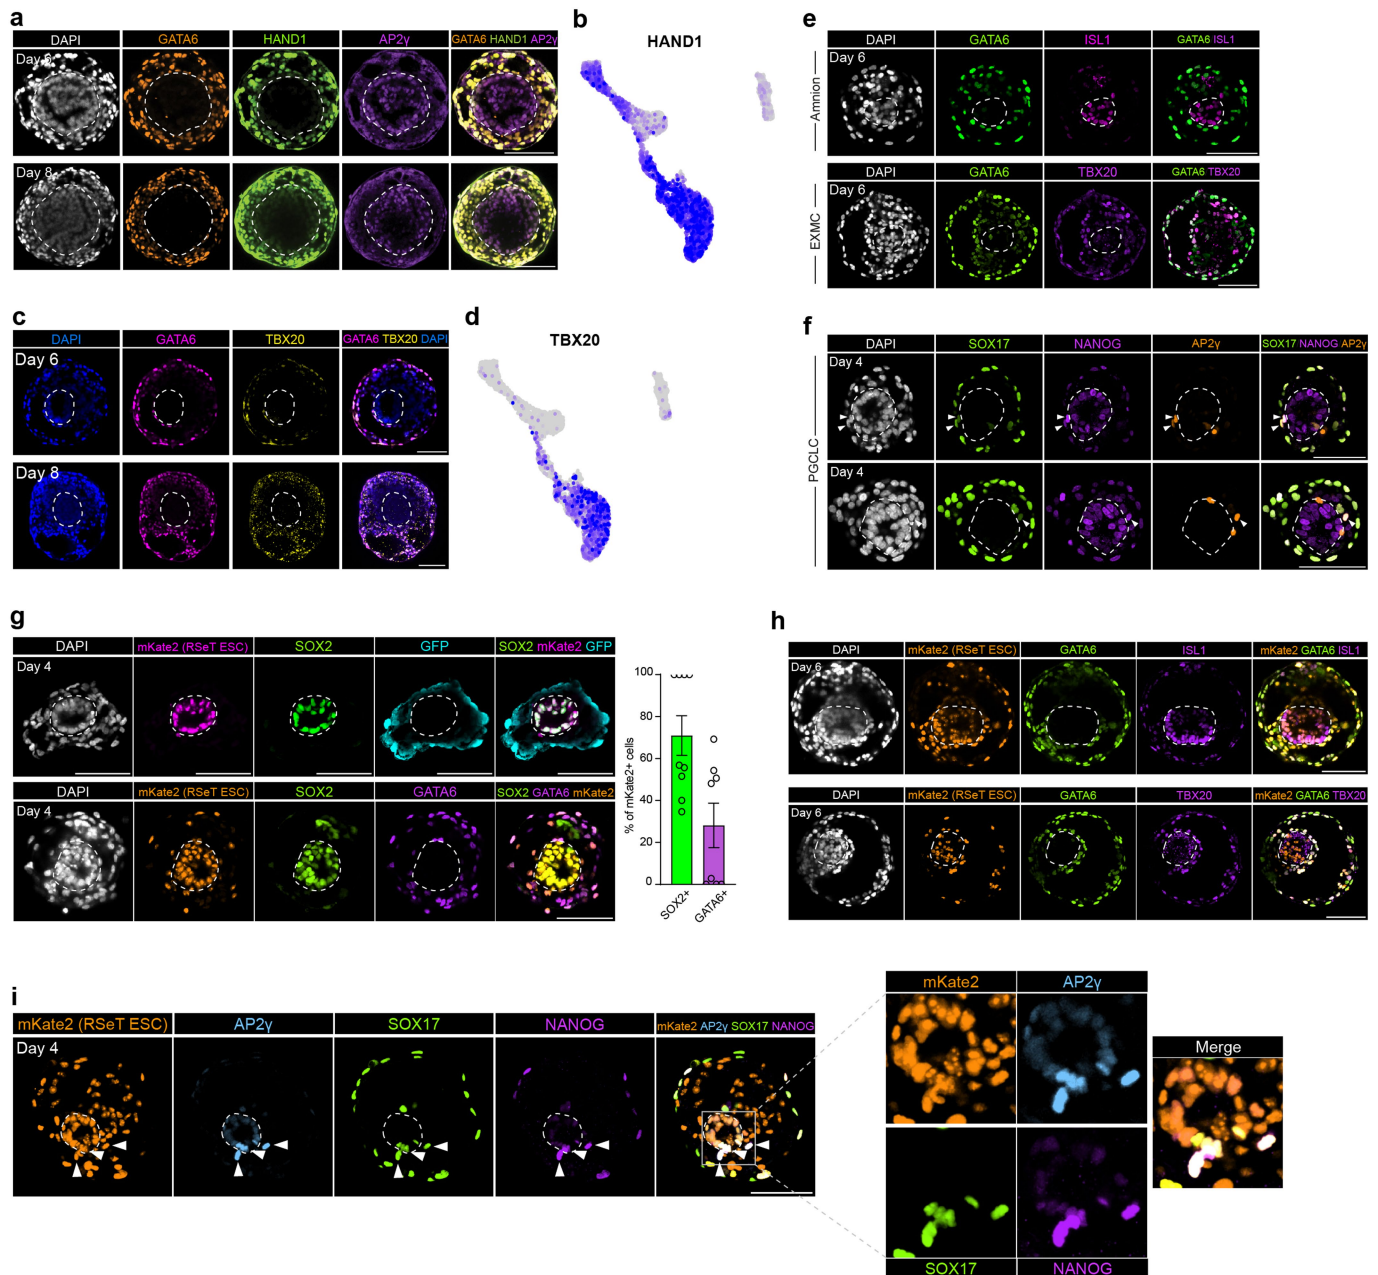 a
DAPI GATA6 HAND1 AP2γ GATA6 HAND1 AP2γ
Day 6
Day 8
b
HAND1
c
DAPI GATA6 TBX20 GATA6 TBX20 DAPI
Day 6
Day 8
d
TBX20
e
DAPI GATA6 ISL1 GATA6 ISL1
Amnion
Day 6
DAPI GATA6 TBX20 GATA6 TBX20
EXMC
Day 6
f
DAPI SOX17 NANOG AP2γ SOX17 NANOG AP2γ
PGCLC
Day 4
Day 4
g
DAPI mKate2 (RSeT ESC) SOX2 GFP SOX2 mKate2 GFP
Day 4
DAPI mKate2 (RSeT ESC) SOX2 GATA6 SOX2 GATA6 mKate2
Day 4
% of mKate2+ cells
100
80
60
40
20
0
SOX2+ GATA6+
h
DAPI mKate2 (RSeT ESC) GATA6 ISL1 mKate2 GATA6 ISL1
Day 6
DAPI mKate2 (RSeT ESC) GATA6 TBX20 mKate2 GATA6 TBX20
Day 6
i
mKate2 (RSeT ESC) AP2γ SOX17 NANOG mKate2 AP2γ SOX17 NANOG
Day 4
mKate2 AP2γ
Merge
SOX17 NANOG